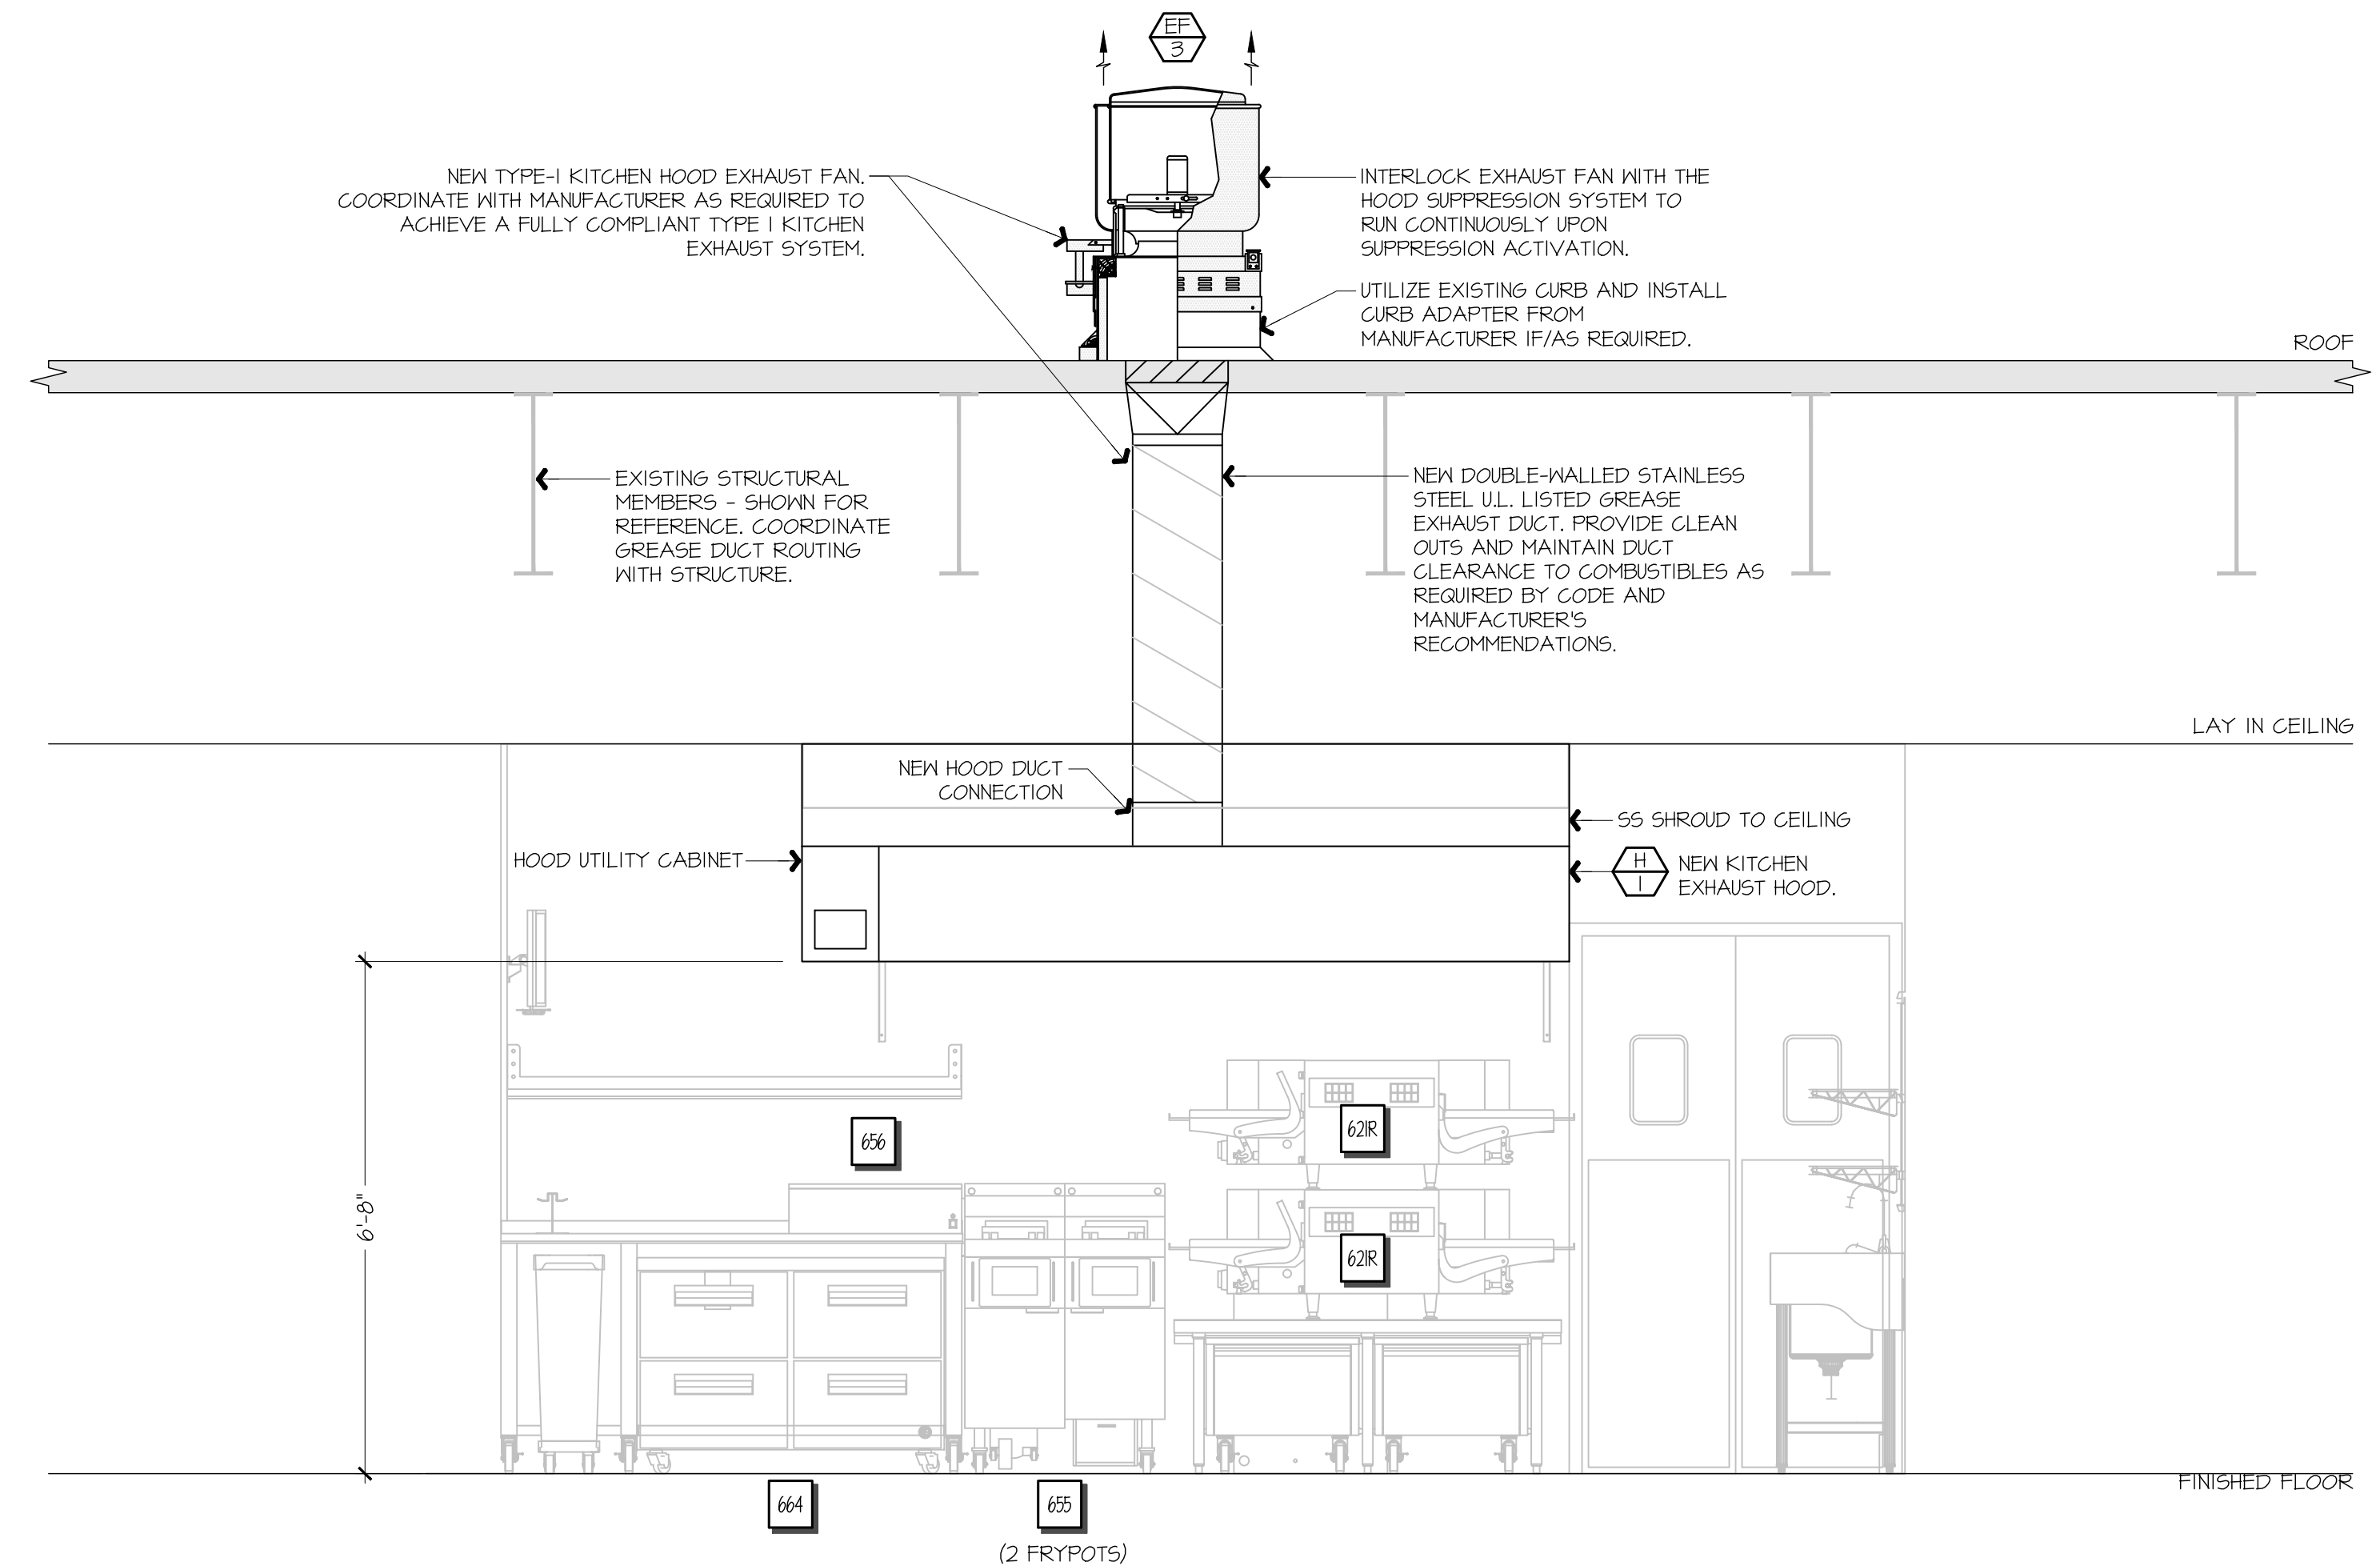 EF
3
NEW TYPE-I KITCHEN HOOD EXHAUST FAN.
COORDINATE WITH MANUFACTURER AS REQUIRED TO
ACHIEVE A FULLY COMPLIANT TYPE I KITCHEN
EXHAUST SYSTEM.
INTERLOCK EXHAUST FAN WITH THE
HOOD SUPPRESSION SYSTEM TO
RUN CONTINUOUSLY UPON
SUPPRESSION ACTIVATION.
UTILIZE EXISTING CURB AND INSTALL
CURB ADAPTER FROM
MANUFACTURER IF/AS REQUIRED.
ROOF
EXISTING STRUCTURAL
MEMBERS - SHOWN FOR
REFERENCE. COORDINATE
GREASE DUCT ROUTING
WITH STRUCTURE.
NEW DOUBLE-WALLED STAINLESS
STEEL U.L. LISTED GREASE
EXHAUST DUCT. PROVIDE CLEAN
OUTS AND MAINTAIN DUCT
CLEARANCE TO COMBUSTIBLES AS
REQUIRED BY CODE AND
MANUFACTURER'S
RECOMMENDATIONS.
LAY IN CEILING
NEW HOOD DUCT
CONNECTION
SS SHROUD TO CEILING
HOOD UTILITY CABINET
H
1
NEW KITCHEN
EXHAUST HOOD.
656
621R
621R
6'-8"
FINISHED FLOOR
664
655
(2 FRYPOTS)